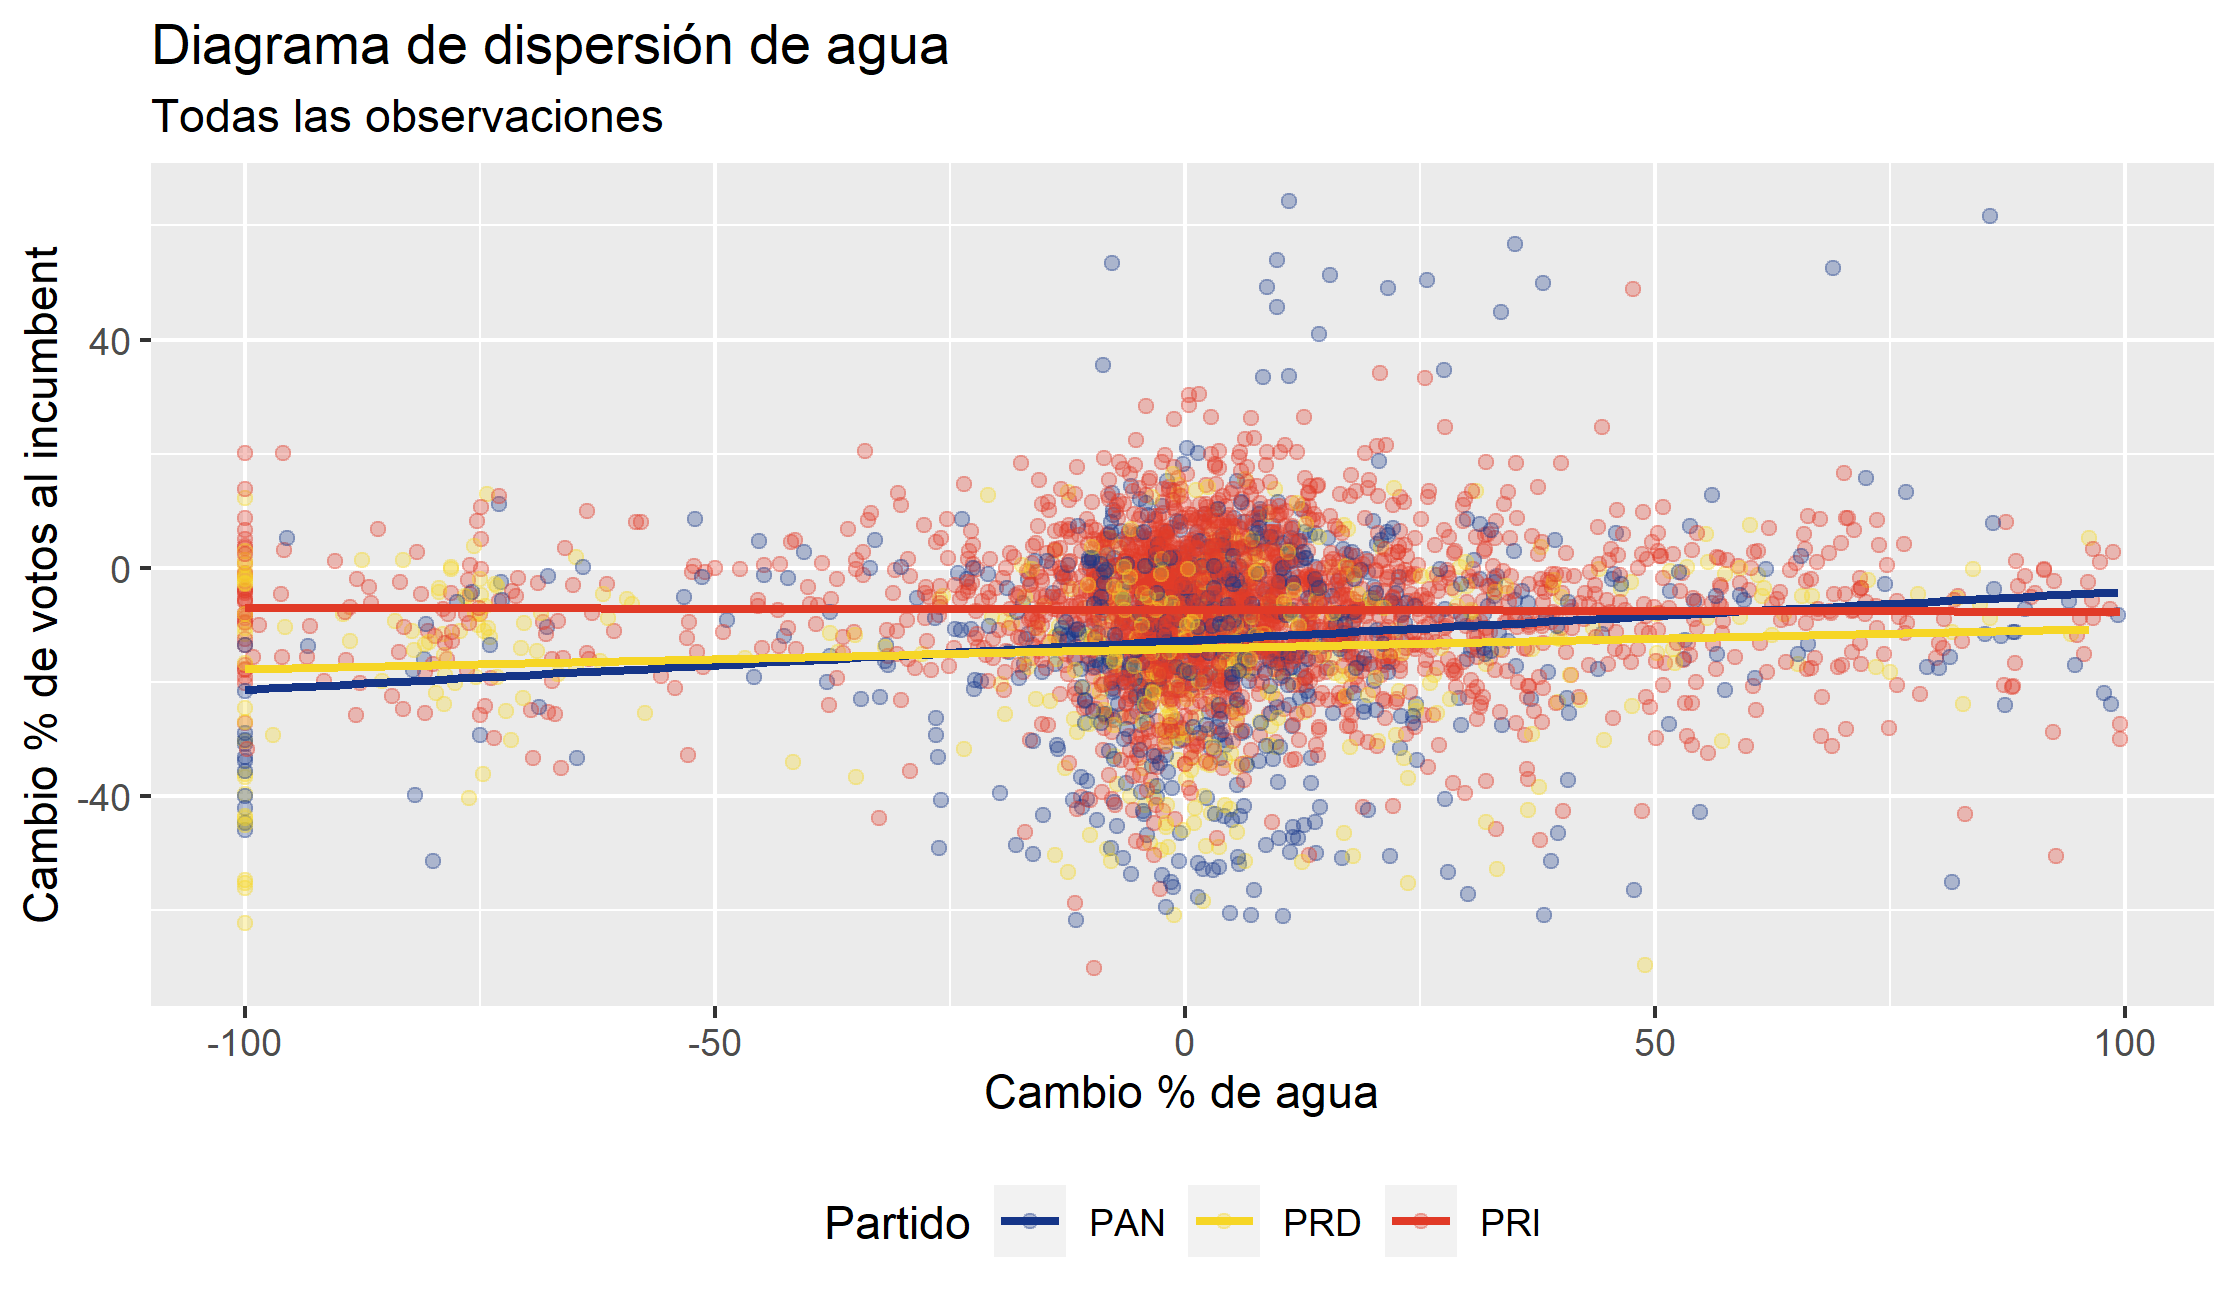 Diagrama de dispersión de agua
Todas las observaciones
Cambio % de votos al incumbent
40
0
-40
-100
-50
0
50
100
Cambio % de agua
Partido
PAN
PRD
PRI